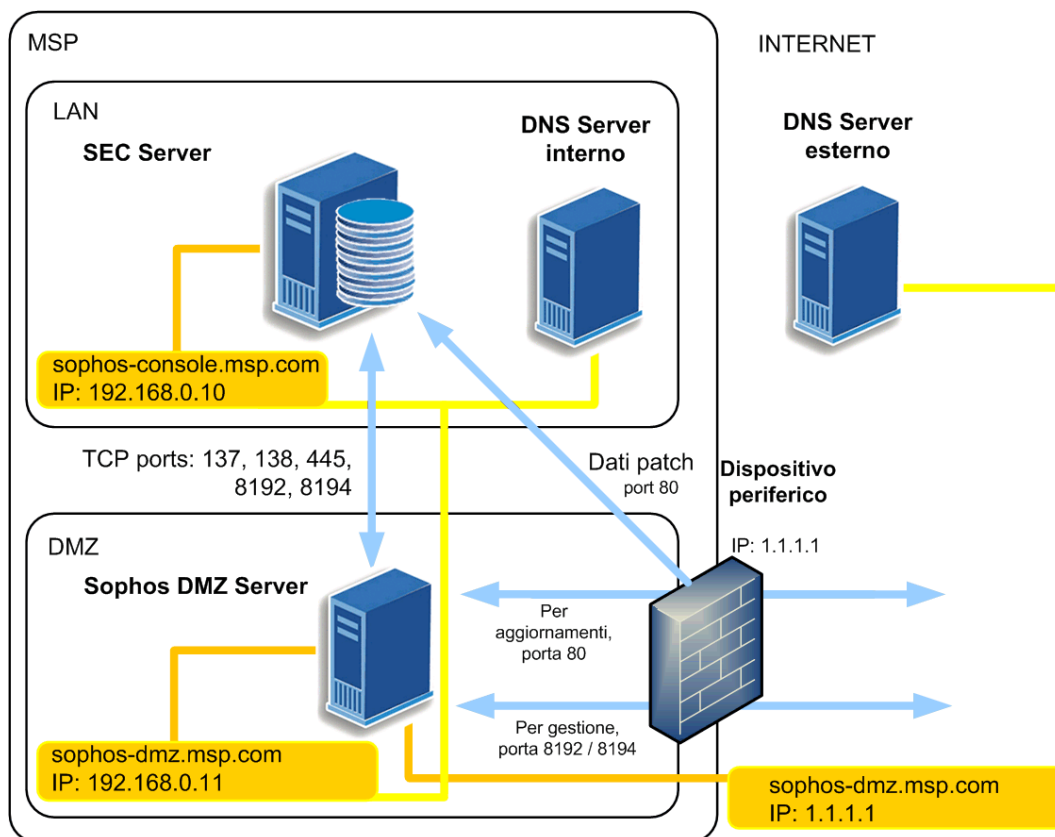 MSP
INTERNET
LAN
SEC Server
DNS Server
interno
DNS Server
esterno
sophos-console.msp.com
IP: 192.168.0.10
TCP ports: 137, 138, 445,
8192, 8194
Dati patch
port 80
Dispositivo
periferico
IP: 1.1.1.1
DMZ
Sophos DMZ Server
Per
aggiornamenti,
porta 80
Per gestione,
porta 8192 / 8194
sophos-dmz.msp.com
IP: 192.168.0.11
sophos-dmz.msp.com
IP: 1.1.1.1